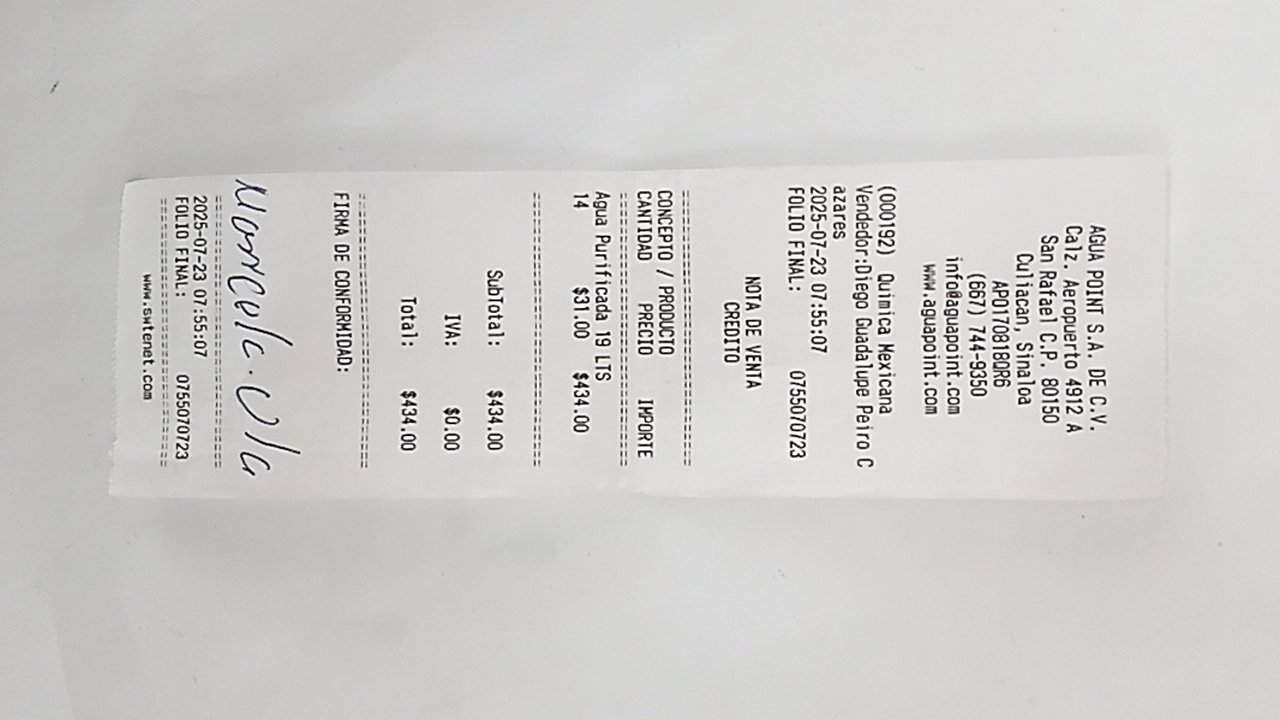 AGUA POINT S.A. DE C.V.
Calz. Aeropuerto 4912 A
San Rafael C.P. 80150
Culiacan, Sinaloa
APO170818QR6
(667) 744-9350
info@aguapoint.com
www.aguapoint.com
(000192) Quimica Mexicana
Vendedor:Diego Guadalupe Peiro C
azares
2025-07-23 07:55:07
FOLIO FINAL: 0755070723
NOTA DE VENTA
CREDITO
================================
CONCEPTO / PRODUCTO
CANTIDAD PRECIO IMPORTE
================================
Agua Purificada 19 LTS
14 $31.00 $434.00
================================
SubTotal: $434.00
IVA: $0.00
Total: $434.00
================================
FIRMA DE CONFORMIDAD:
================================
2025-07-23 07:55:07
FOLIO FINAL: 0755070723
================================
www.swtenet.com